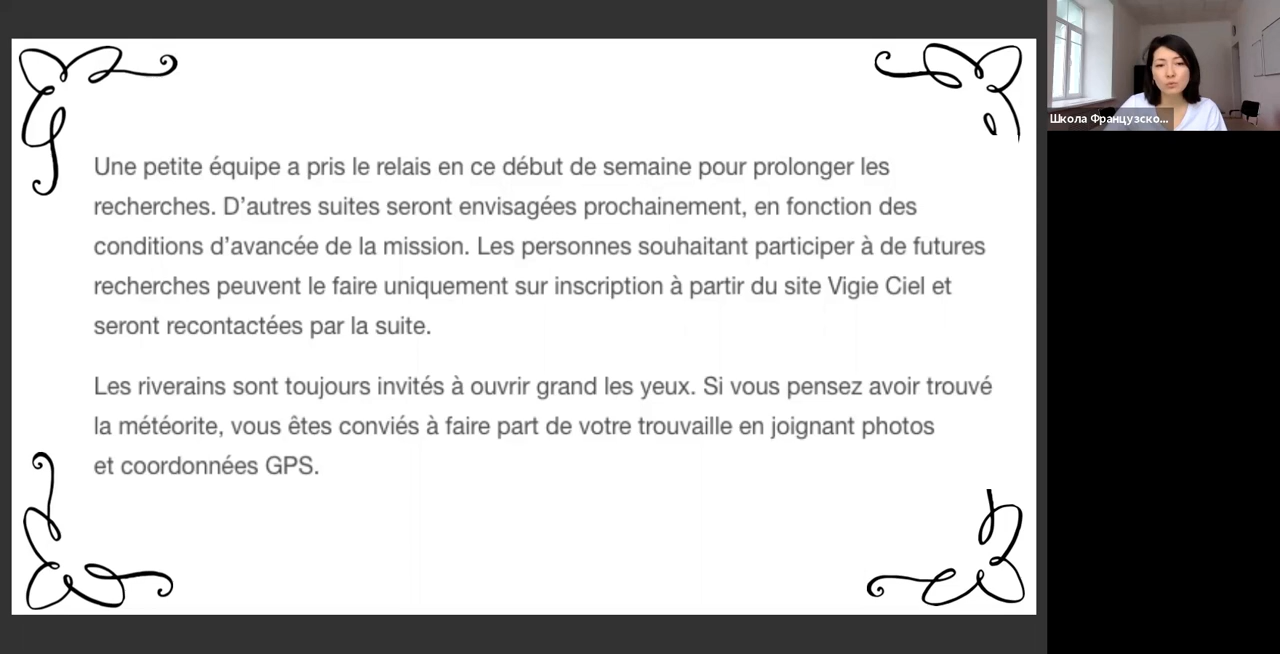 Une petite équipe a pris le relais en ce début de semaine pour prolonger les
recherches. D’autres suites seront envisagées prochainement, en fonction des
conditions d’avancée de la mission. Les personnes souhaitant participer à de futures
recherches peuvent le faire uniquement sur inscription à partir du site Vigie Ciel et
seront recontactées par la suite.
Les riverains sont toujours invités à ouvrir grand les yeux. Si vous pensez avoir trouvé
la météorite, vous êtes conviés à faire part de votre trouvaille en joignant photos
et coordonnées GPS.
Школа Французско...